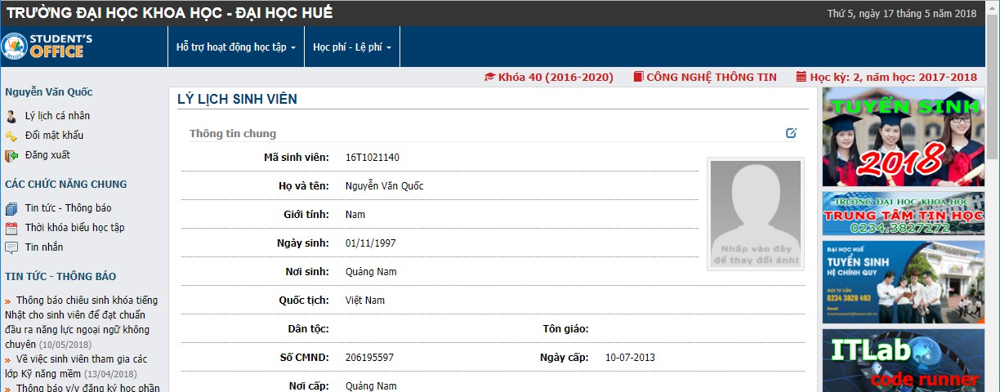 TRƯỜNG ĐẠI HỌC KHOA HỌC - ĐẠI HỌC HUẾ
Thứ 5, ngày 17 tháng 5 năm 2018
STUDENT'S
OFFICE
Hỗ trợ hoạt động học tập
Học phí - Lệ phí
Khóa 40 (2016-2020)
CÔNG NGHỆ THÔNG TIN
Học kỳ: 2, năm học: 2017-2018
Nguyễn Văn Quốc
Lý lịch cá nhân
Đổi mật khẩu
Đăng xuất
CÁC CHỨC NĂNG CHUNG
Tin tức - Thông báo
Thời khóa biểu học tập
Tin nhắn
TIN TỨC - THÔNG BÁO
» Thông báo chiêu sinh khóa tiếng
Nhật cho sinh viên để đạt chuẩn
đầu ra năng lực ngoại ngữ không
chuyên (10/05/2018)
» Về việc sinh viên tham gia các
lớp Kỹ năng mềm (13/04/2018)
» Thông báo v/v đăng ký học phần
LÝ LỊCH SINH VIÊN
Thông tin chung
Mã sinh viên: 16T1021140
Họ và tên: Nguyễn Văn Quốc
Giới tính: Nam
Ngày sinh: 01/11/1997
Nơi sinh: Quảng Nam
Quốc tịch: Việt Nam
Dân tộc: Tôn giáo:
Số CMND: 206195597 Ngày cấp: 10-07-2013
Nơi cấp: Quảng Nam
Nhấp vào đây
để thay đổi ảnh!
TUYỂN SINH
2018
TRƯỜNG ĐẠI HỌC KHOA HỌC
TRUNG TÂM TIN HỌC
0234.3827272
ĐẠI HỌC HUẾ
TUYỂN SINH
HỆ CHÍNH QUY
0234 3828 493
Email
ITLab
code runner